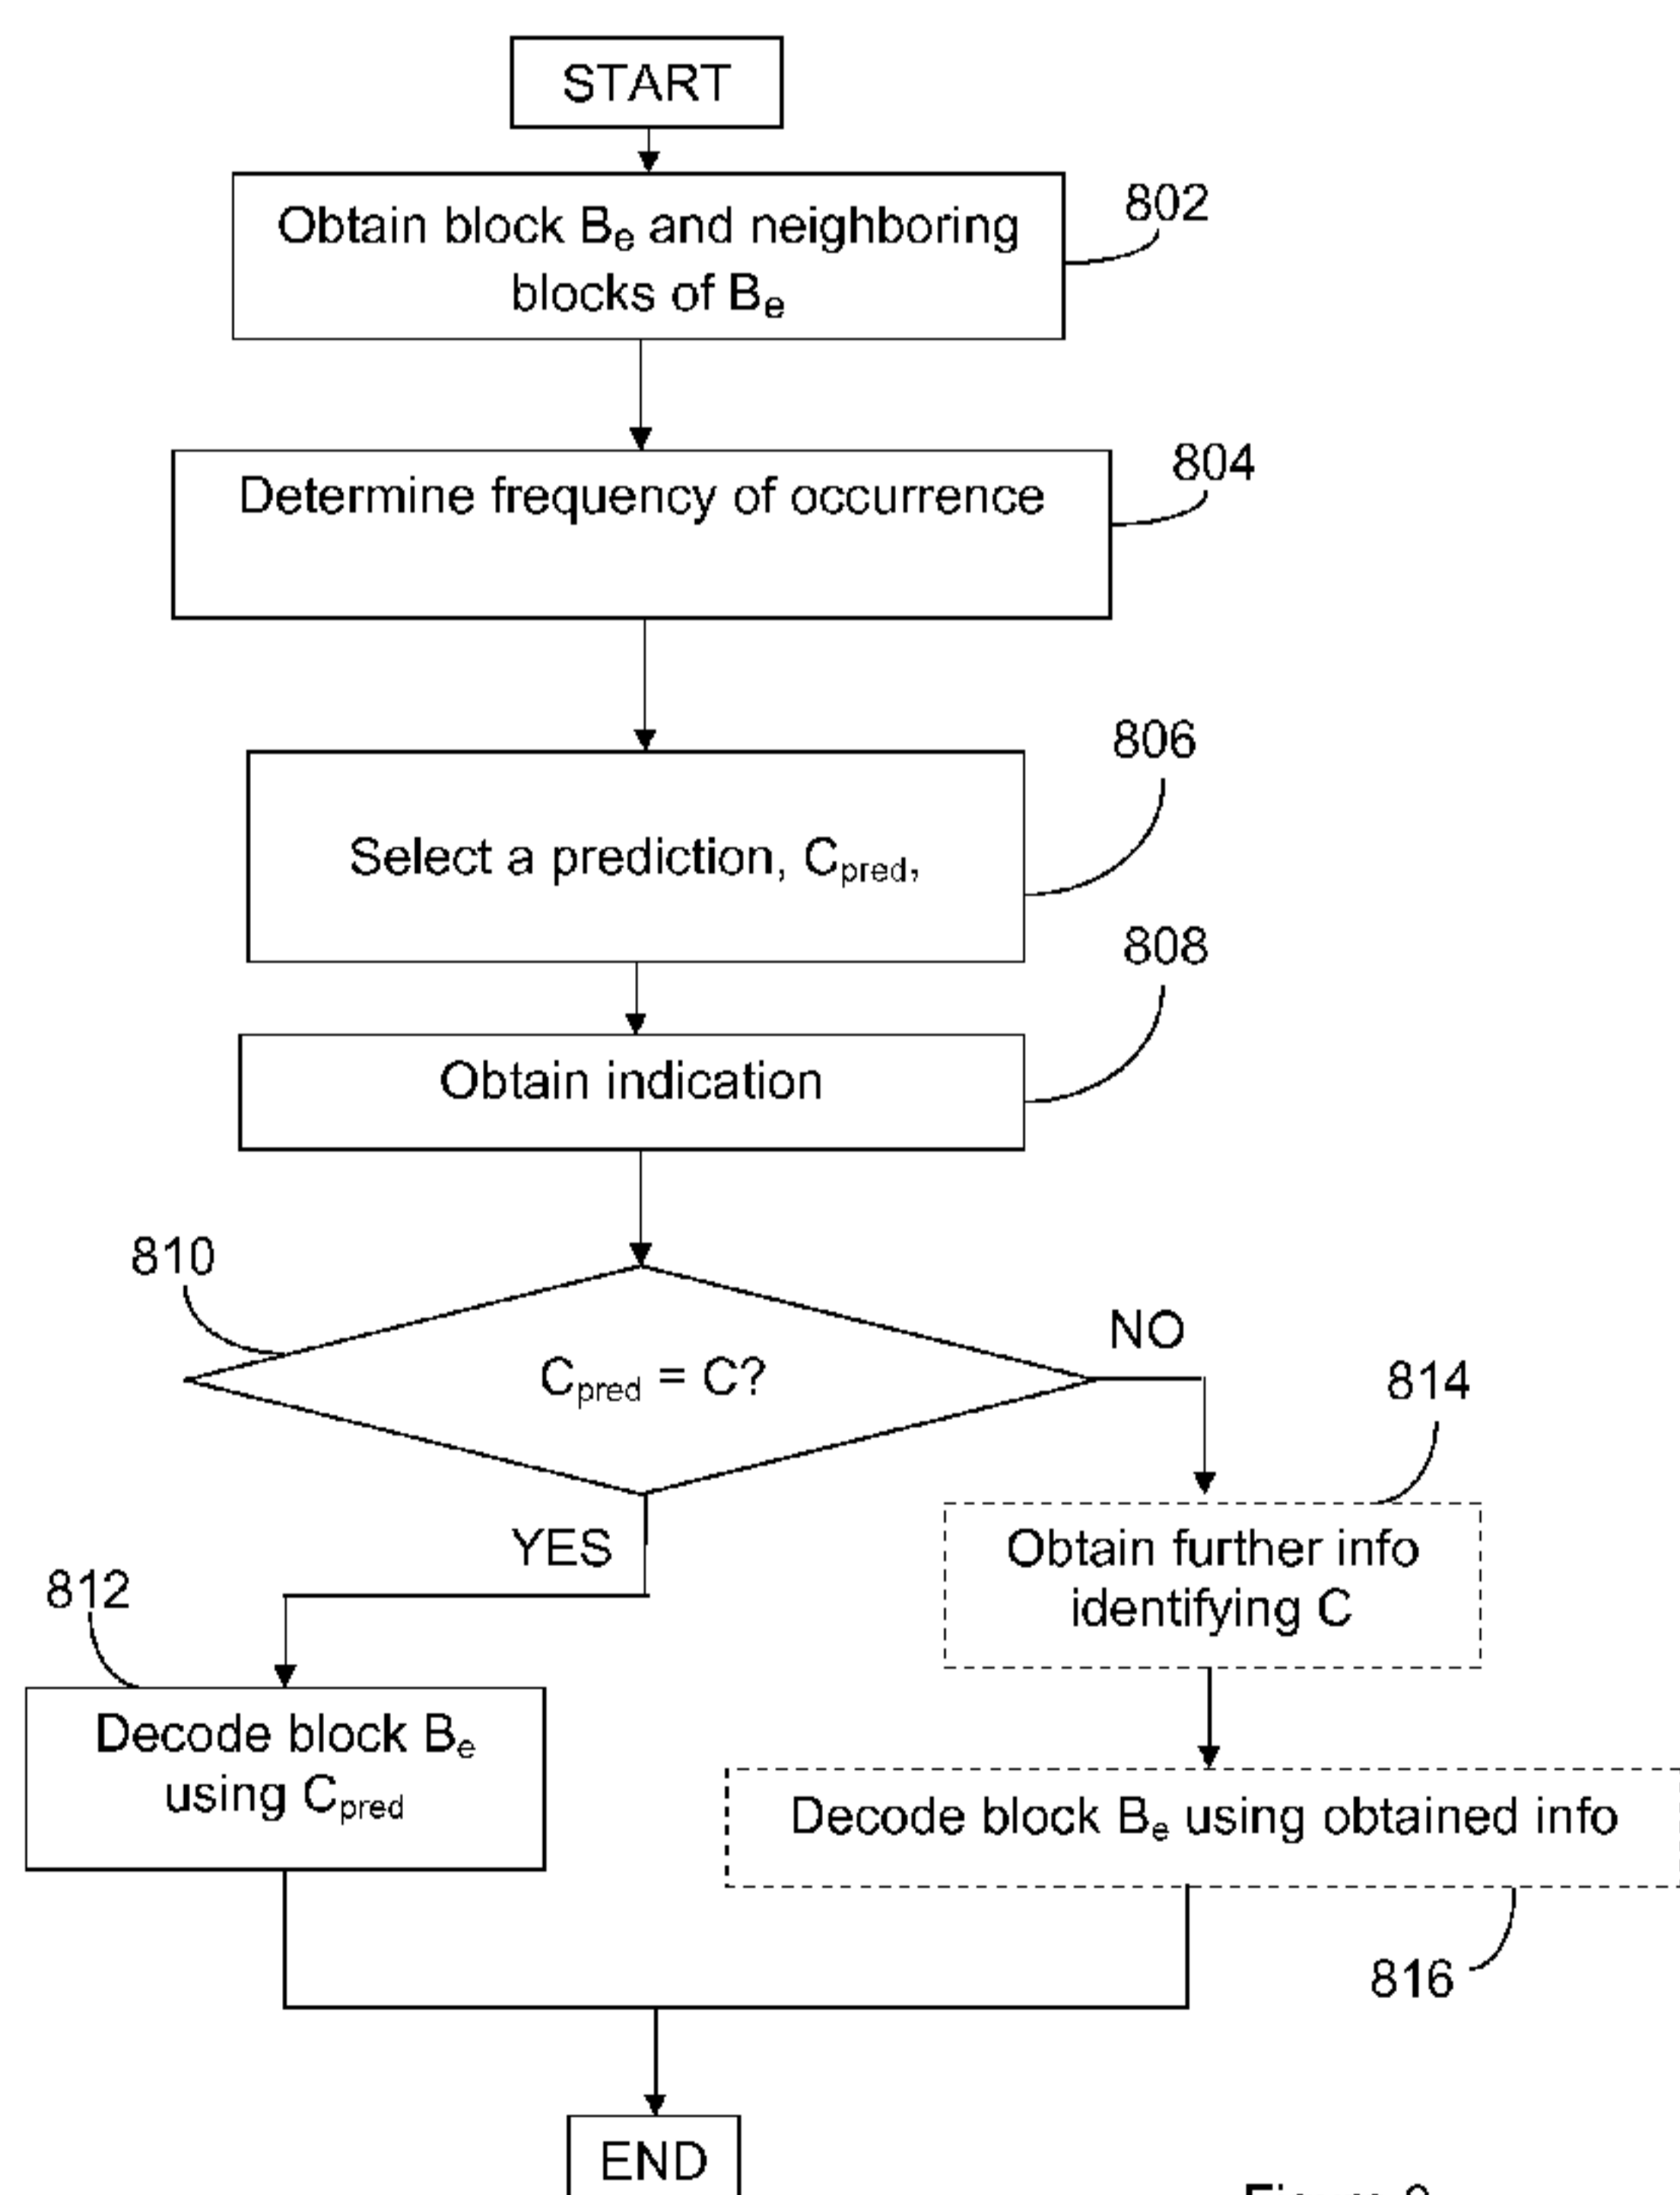 START
Obtain block Be and neighboring
blocks of Be
802
Determine frequency of occurrence
804
Select a prediction, Cpred,
806
Obtain indication
808
810
Cpred = C?
NO
YES
814
Obtain further info
identifying C
812
Decode block Be
using Cpred
Decode block Be using obtained info
816
END